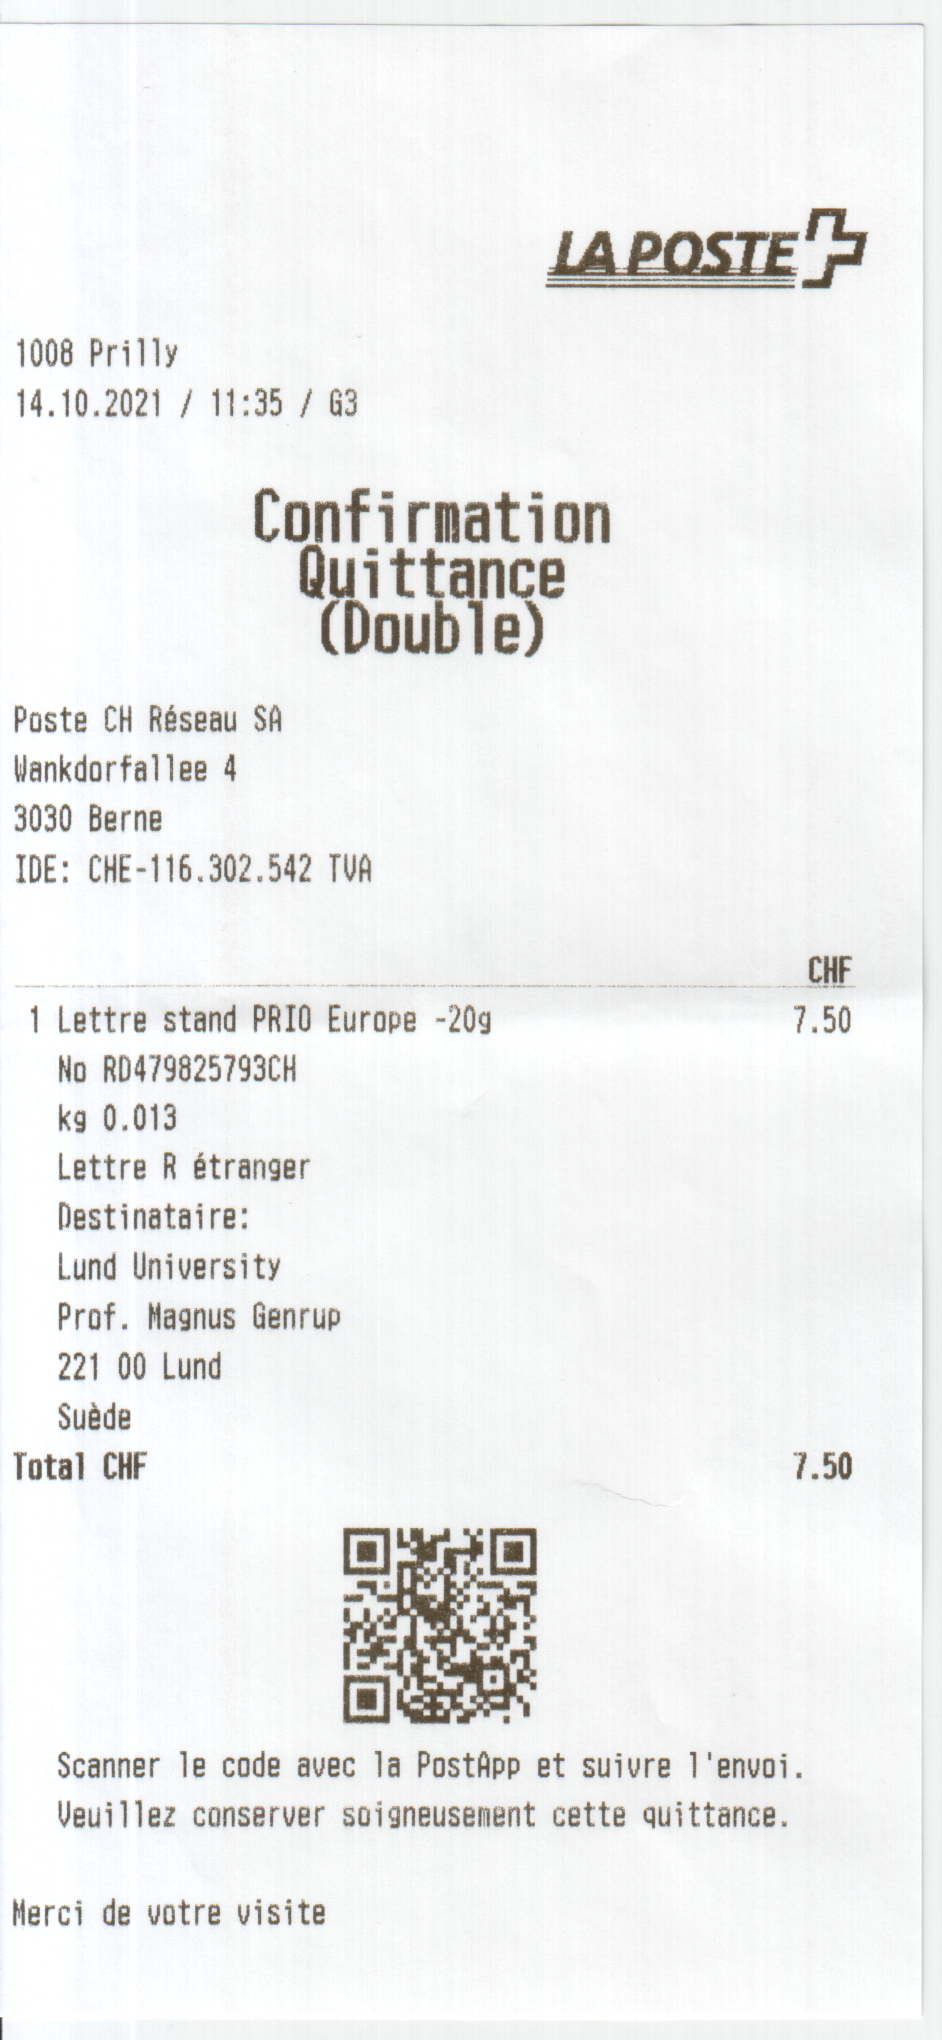 LA POSTE
1008 Prilly
14.10.2021 / 11:35 / G3
Confirmation
Quittance
(Double)
Poste CH Réseau SA
Wankdorfallee 4
3030 Berne
IDE: CHE-116.302.542 TVA
CHF
1 Lettre stand PRIO Europe -20g 7.50
No RD479825793CH
kg 0.013
Lettre R étranger
Destinataire:
Lund University
Prof. Magnus Genrup
221 00 Lund
Suède
Total CHF 7.50
Scanner le code avec la PostApp et suivre l'envoi.
Veuillez conserver soigneusement cette quittance.
Merci de votre visite